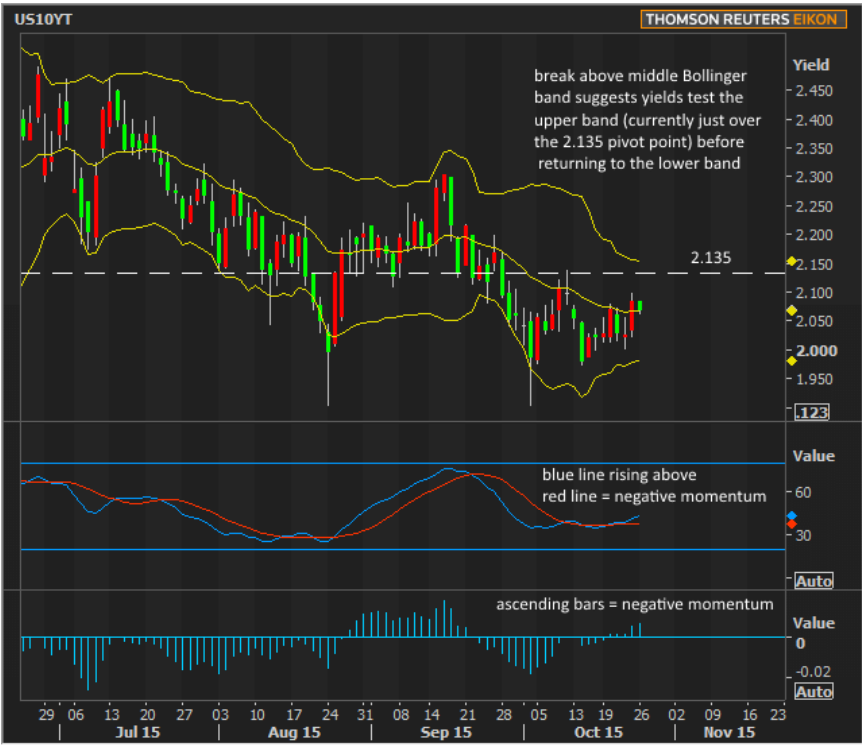 US10YT
THOMSON REUTERS EIKON
Yield
break above middle Bollinger
band suggests yields test the
upper band (currently just over
the 2.135 pivot point) before
returning to the lower band
2.450
2.400
2.350
2.300
2.250
2.200
2.135
2.150
2.100
2.050
2.000
1.950
.123
Value
blue line rising above
red line = negative momentum
60
30
Auto
ascending bars = negative momentum
Value
0
-0.02
Auto
29 06 13 20 27 03 10 17 24 31 08 14 21 28 05 13 19 26 02 09 16 23
Jul 15 Aug 15 Sep 15 Oct 15 Nov 15